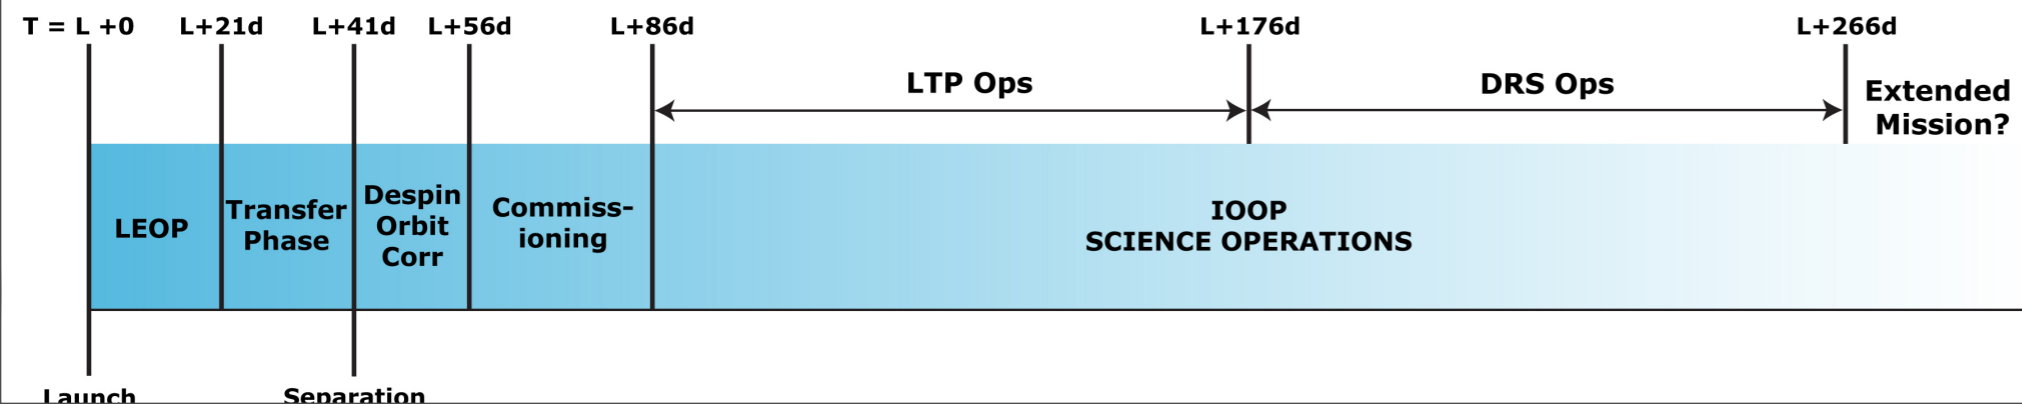 T = L +0 L+21d L+41d L+56d L+86d L+176d L+266d
LTP Ops DRS Ops Extended
Mission?
LEOP
Transfer
Phase
Despin
Orbit
Corr
Commiss-
ioning
IOOP
SCIENCE OPERATIONS
Launch Separation